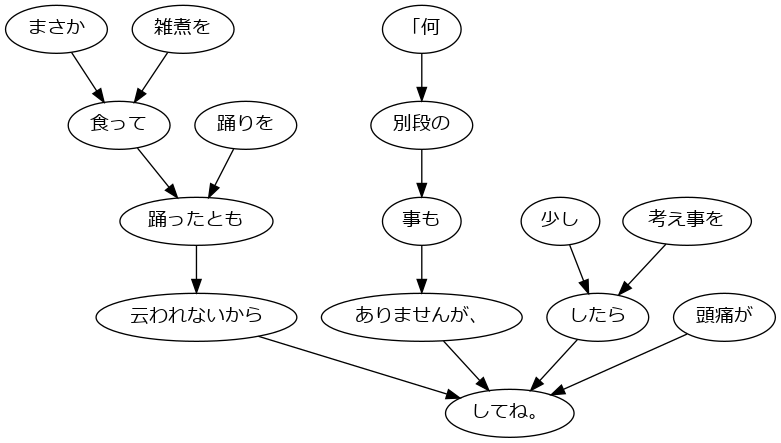 まさか
雑煮を
「何
食って
踊りを
別段の
踊ったとも
事も
少し
考え事を
云われないから
ありませんが、
したら
頭痛が
してね。